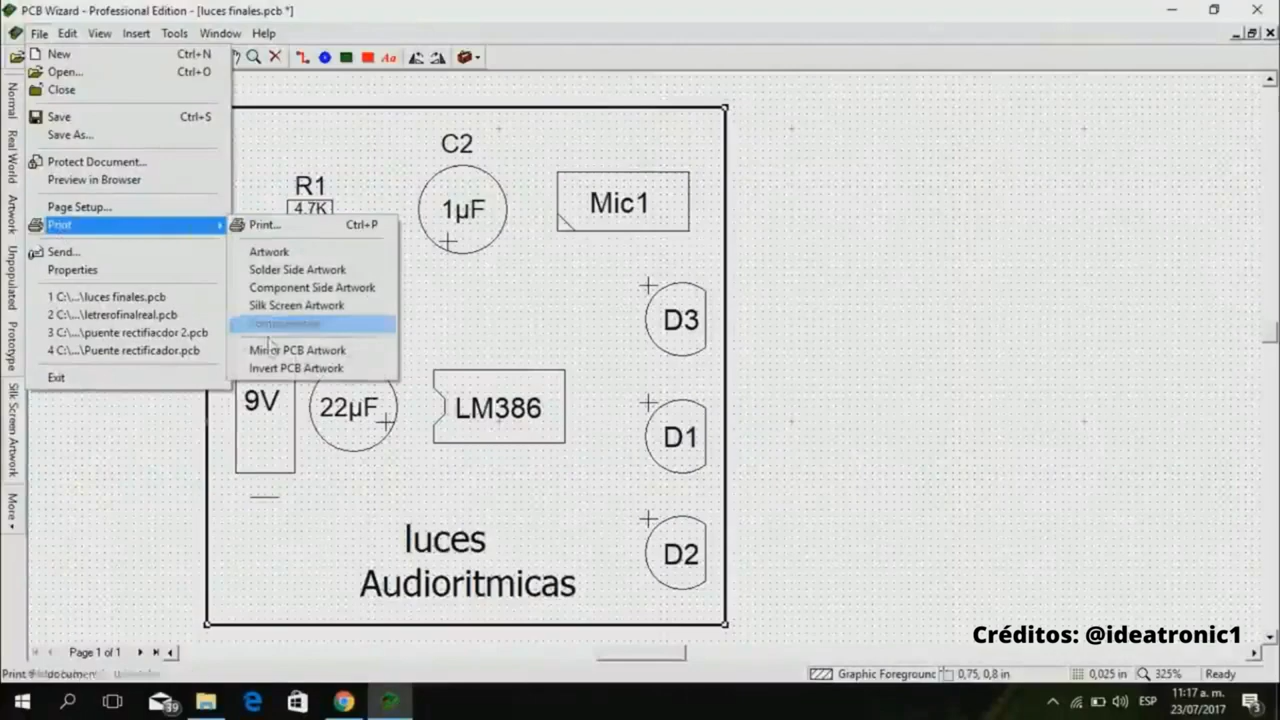 PCB Wizard - Professional Edition - [luces finales.pcb *]
File Edit View Insert Tools Window Help
New Ctrl+N
Open... Ctrl+O
Close
Save Ctrl+S
Save As...
Protect Document...
Preview in Browser
Page Setup...
Print
Send...
Properties
1 C:\...\luces finales.pcb
2 C:\...\letrerofinalreal.pcb
3 C:\...\puente rectifiacdor 2.pcb
4 C:\...\Puente rectificador.pcb
Exit
Print... Ctrl+P
Artwork
Solder Side Artwork
Component Side Artwork
Silk Screen Artwork
Mirror PCB Artwork
Invert PCB Artwork
Aa
Normal
Real World
Artwork
Unpopulated
Prototype
Silk Screen Artwork
More
C2
1µF
R1
4.7K
Mic1
D3
9V
22µF
LM386
D1
D2
luces
Audioritmicas
Créditos: @ideatronic1
Page 1 of 1
Graphic Foreground 0,75, 0,8 in 0,025 in 325% Ready
39
ESP
11:17 a. m.
23/07/2017
3